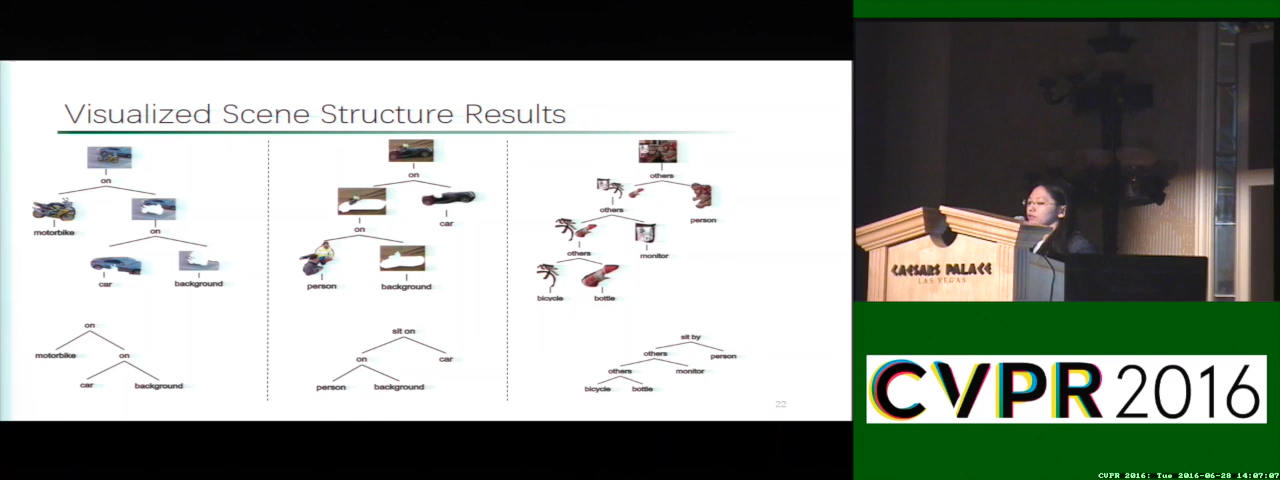 Visualized Scene Structure Results
on
motorbike
on
car
background
on
motorbike
on
car
background
on
car
on
person
background
sit on
on
car
person
background
others
others
person
others
monitor
bicycle
bottle
sit by
others
person
others
monitor
bicycle
bottle
22
CAESARS PALACE
LAS VEGAS
CVPR 2016
CVPR 2016: Tue 2016-06-28 14:07:07